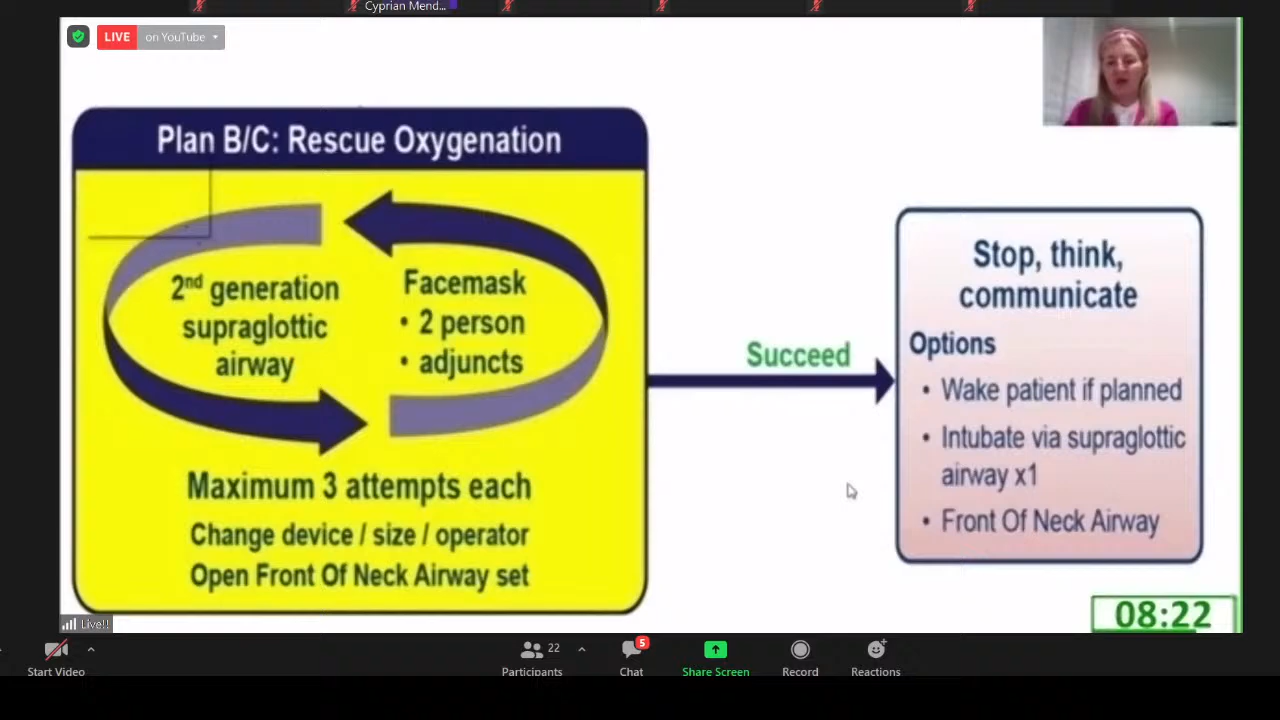 Cyprian Mend...
LIVE
on YouTube
Plan B/C: Rescue Oxygenation
2nd generation
supraglottic
airway
Facemask
• 2 person
• adjuncts
Maximum 3 attempts each
Change device / size / operator
Open Front Of Neck Airway set
Succeed
Stop, think,
communicate
Options
• Wake patient if planned
• Intubate via supraglottic
airway x1
• Front Of Neck Airway
08:22
Live!!
Start Video
22
Participants
5
Chat
Share Screen
Record
Reactions